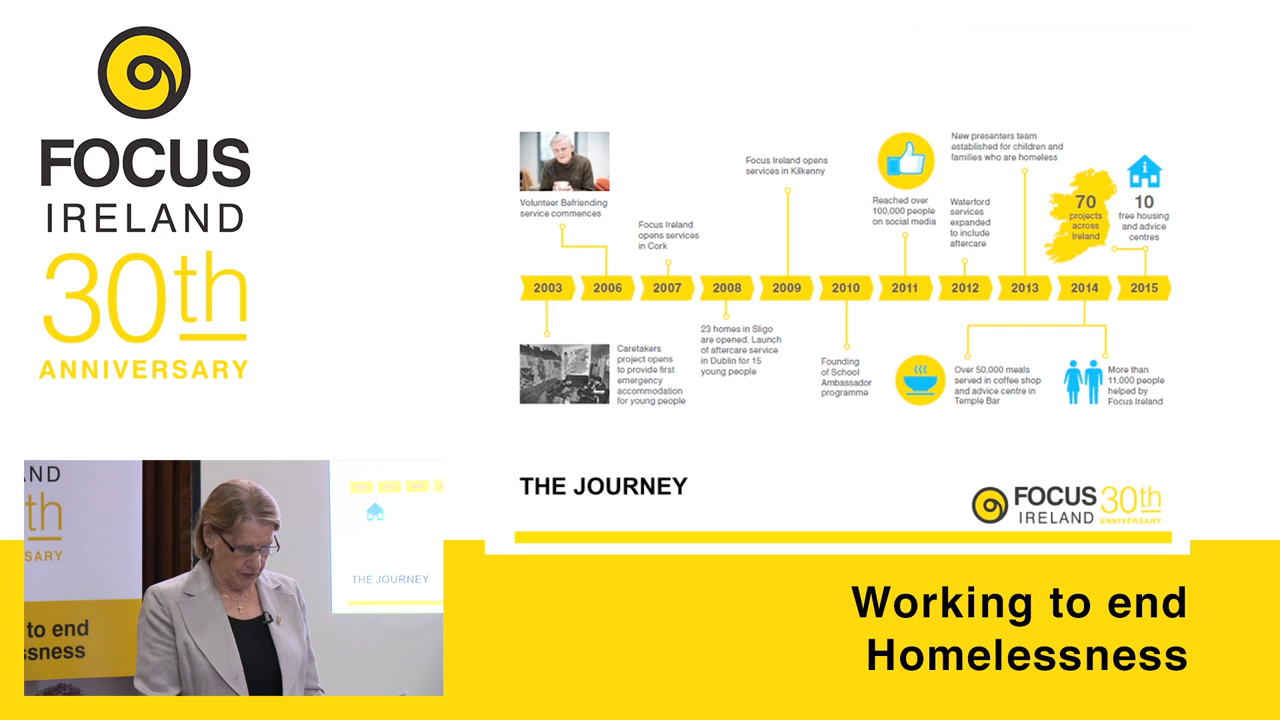 FOCUS
IRELAND
30th
ANNIVERSARY
Volunteer Befriending
service commences
Focus Ireland
opens services
in Cork
Focus Ireland opens
services in Kilkenny
Reached over
100,000 people
on social media
Waterford
services
expanded
to include
aftercare
New presenters team
established for children and
families who are homeless
70
projects
across
Ireland
10
free housing
and advice
centres
2003
2006
2007
2008
2009
2010
2011
2012
2013
2014
2015
Caretakers
project opens
to provide first
emergency
accommodation
for young people
23 homes in Sligo
are opened. Launch
of aftercare service
in Dublin for 15
young people
Founding
of School
Ambassador
programme
Over 50,000 meals
served in coffee shop
and advice centre in
Temple Bar
More than
11,000 people
helped by
Focus Ireland
THE JOURNEY
FOCUS
IRELAND
30th
ANNIVERSARY
AND
th
SARY
to end
ssness
THE JOURNEY
Working to end
Homelessness